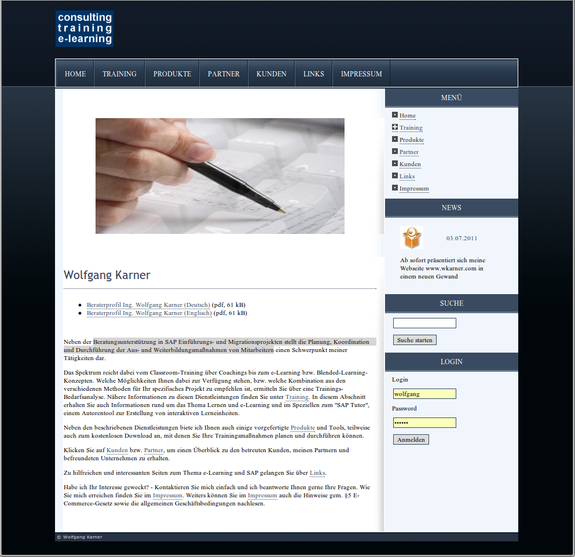 consulting
training
e-learning
HOME TRAINING PRODUKTE PARTNER KUNDEN LINKS IMPRESSUM
MENÜ
Home
Training
Produkte
Partner
Kunden
Links
Impressum
NEWS
03.07.2011
Ab sofort präsentiert sich meine
Webseite www.wkarner.com in
einem neuen Gewand
SUCHE
Suche starten
LOGIN
Login
wolfgang
Password
••••••
Anmelden
Wolfgang Karner
Beraterprofil Ing. Wolfgang Karner (Deutsch) (pdf, 61 kB)
Beraterprofil Ing. Wolfgang Karner (Englisch) (pdf, 61 kB)
Neben der Beratungsunterstützung in SAP Einführungs- und Migrationsprojekten stellt die Planung, Koordination
und Durchführung der Aus- und Weiterbildungsmaßnahmen von Mitarbeitern einen Schwerpunkt meiner
Tätigkeiten dar.
Das Spektrum reicht dabei vom Classroom-Training über Coachings bis zum e-Learning bzw. Blended-Learning-
Konzepten. Welche Möglichkeiten Ihnen dabei zur Verfügung stehen, bzw. welche Kombination aus den
verschiedenen Methoden für Ihr spezifisches Projekt zu empfehlen ist, ermitteln Sie über eine Trainings-
Bedarfsanalyse. Nähere Informationen zu diesen Dienstleistungen finden Sie unter Training. In diesem Abschnitt
erhalten Sie auch Informationen rund um das Thema Lernen und e-Learning und im Speziellen zum "SAP Tutor",
einem Autorentool zur Erstellung von interaktiven Lerneinheiten.
Neben den beschriebenen Dienstleistungen biete ich Ihnen auch einige vorgefertigte Produkte und Tools, teilweise
auch zum kostenlosen Download an, mit denen Sie Ihre Trainingsmaßnahmen planen und durchführen können.
Klicken Sie auf Kunden bzw. Partner, um einen Überblick zu den betreuten Kunden, meinen Partnern und
befreundeten Unternehmen zu erhalten.
Zu hilfreichen und interessanten Seiten zum Thema e-Learning und SAP gelangen Sie über Links.
Habe ich Ihr Interesse geweckt? - Kontaktieren Sie mich einfach und ich beantworte Ihnen gerne Ihre Fragen. Wie
Sie mich erreichen finden Sie im Impressum. Weiters können Sie im Impressum auch die Hinweise gem. §5 E-
Commerce-Gesetz sowie die allgemeinen Geschäftsbedingungen nachlesen.
© Wolfgang Karner